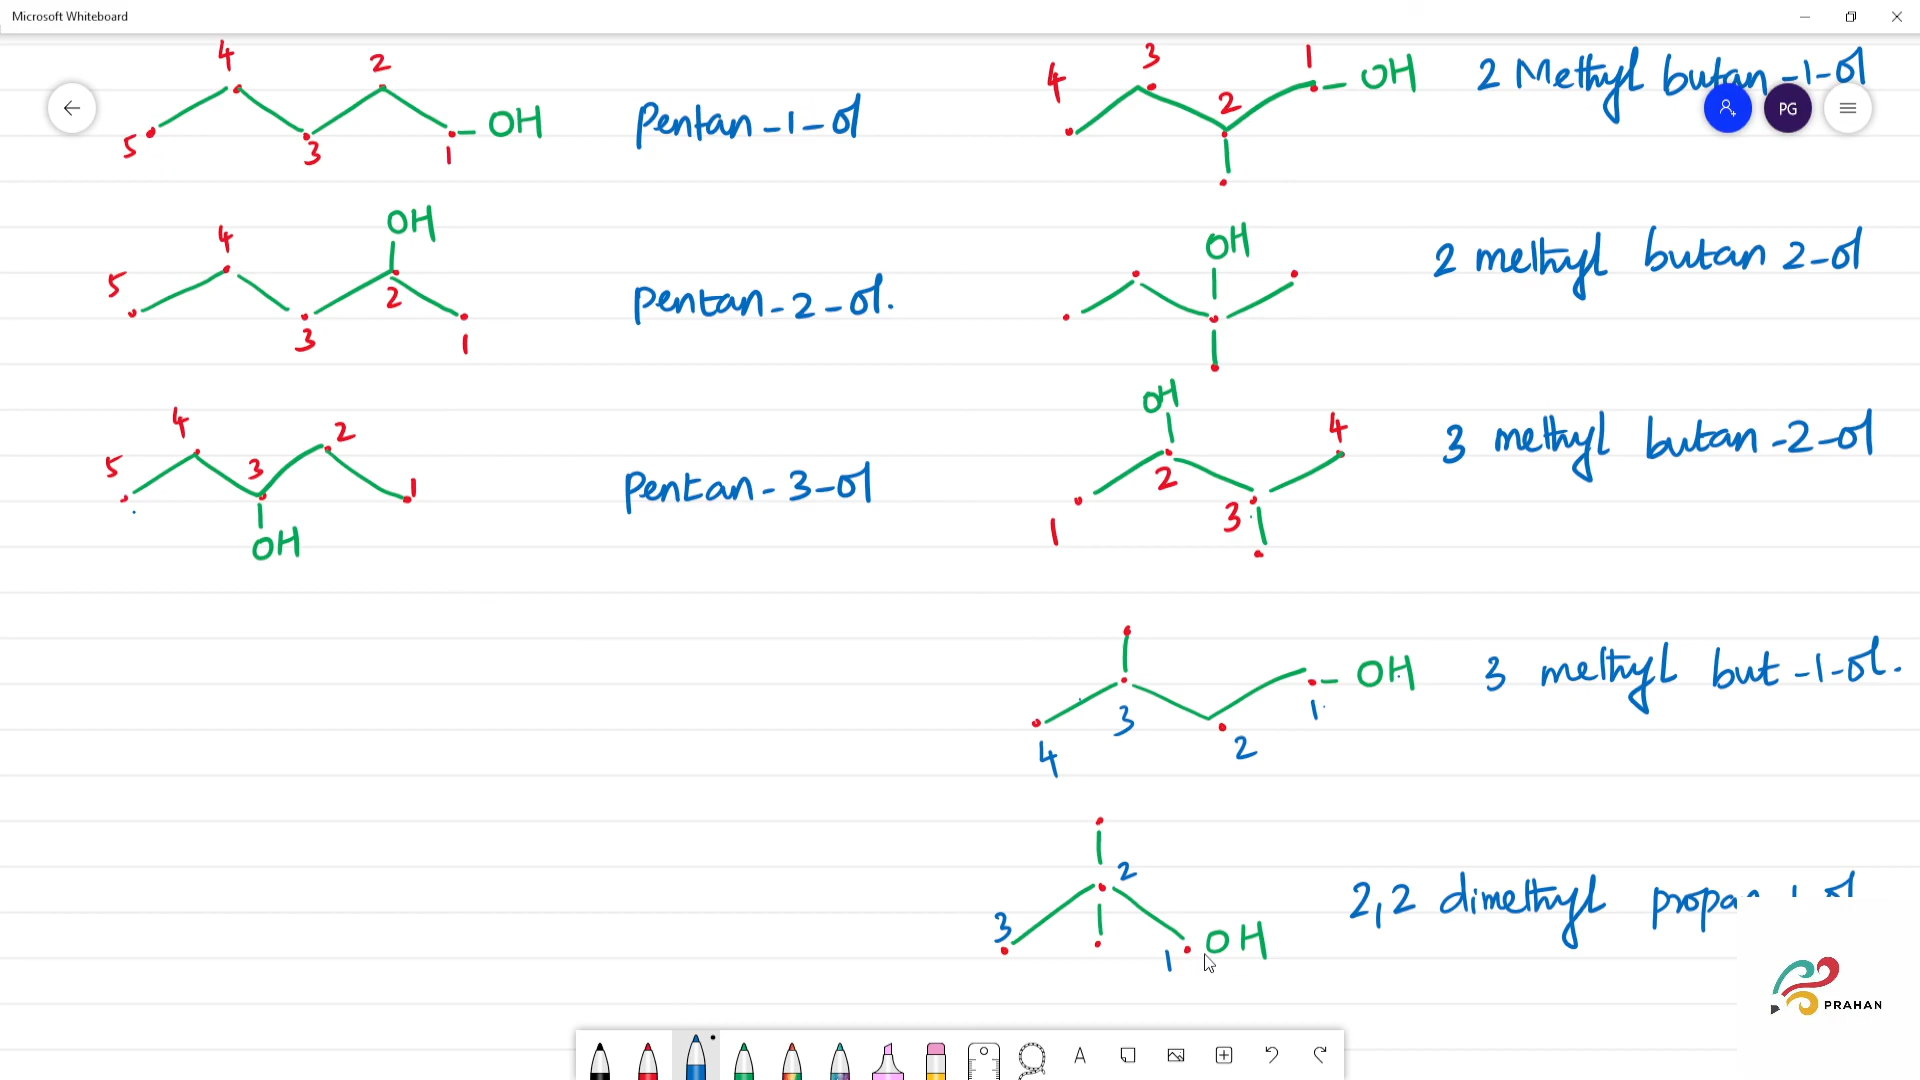 Microsoft Whiteboard
4 2
5 3 1 - OH
Pentan-1-ol
4 3 2 1 - OH
2 Methyl butan-1-ol
PG
OH
5 4 3 2 1
Pentan-2-ol.
OH
2 methyl butan 2-ol
5 4 3 2 1
OH
Pentan-3-ol
OH
1 2 3 4
3 methyl butan-2-ol
4 3 2 1 - OH
3 methyl but-1-ol.
3 2 1 OH
2,2 dimethyl
PRAHAN
A